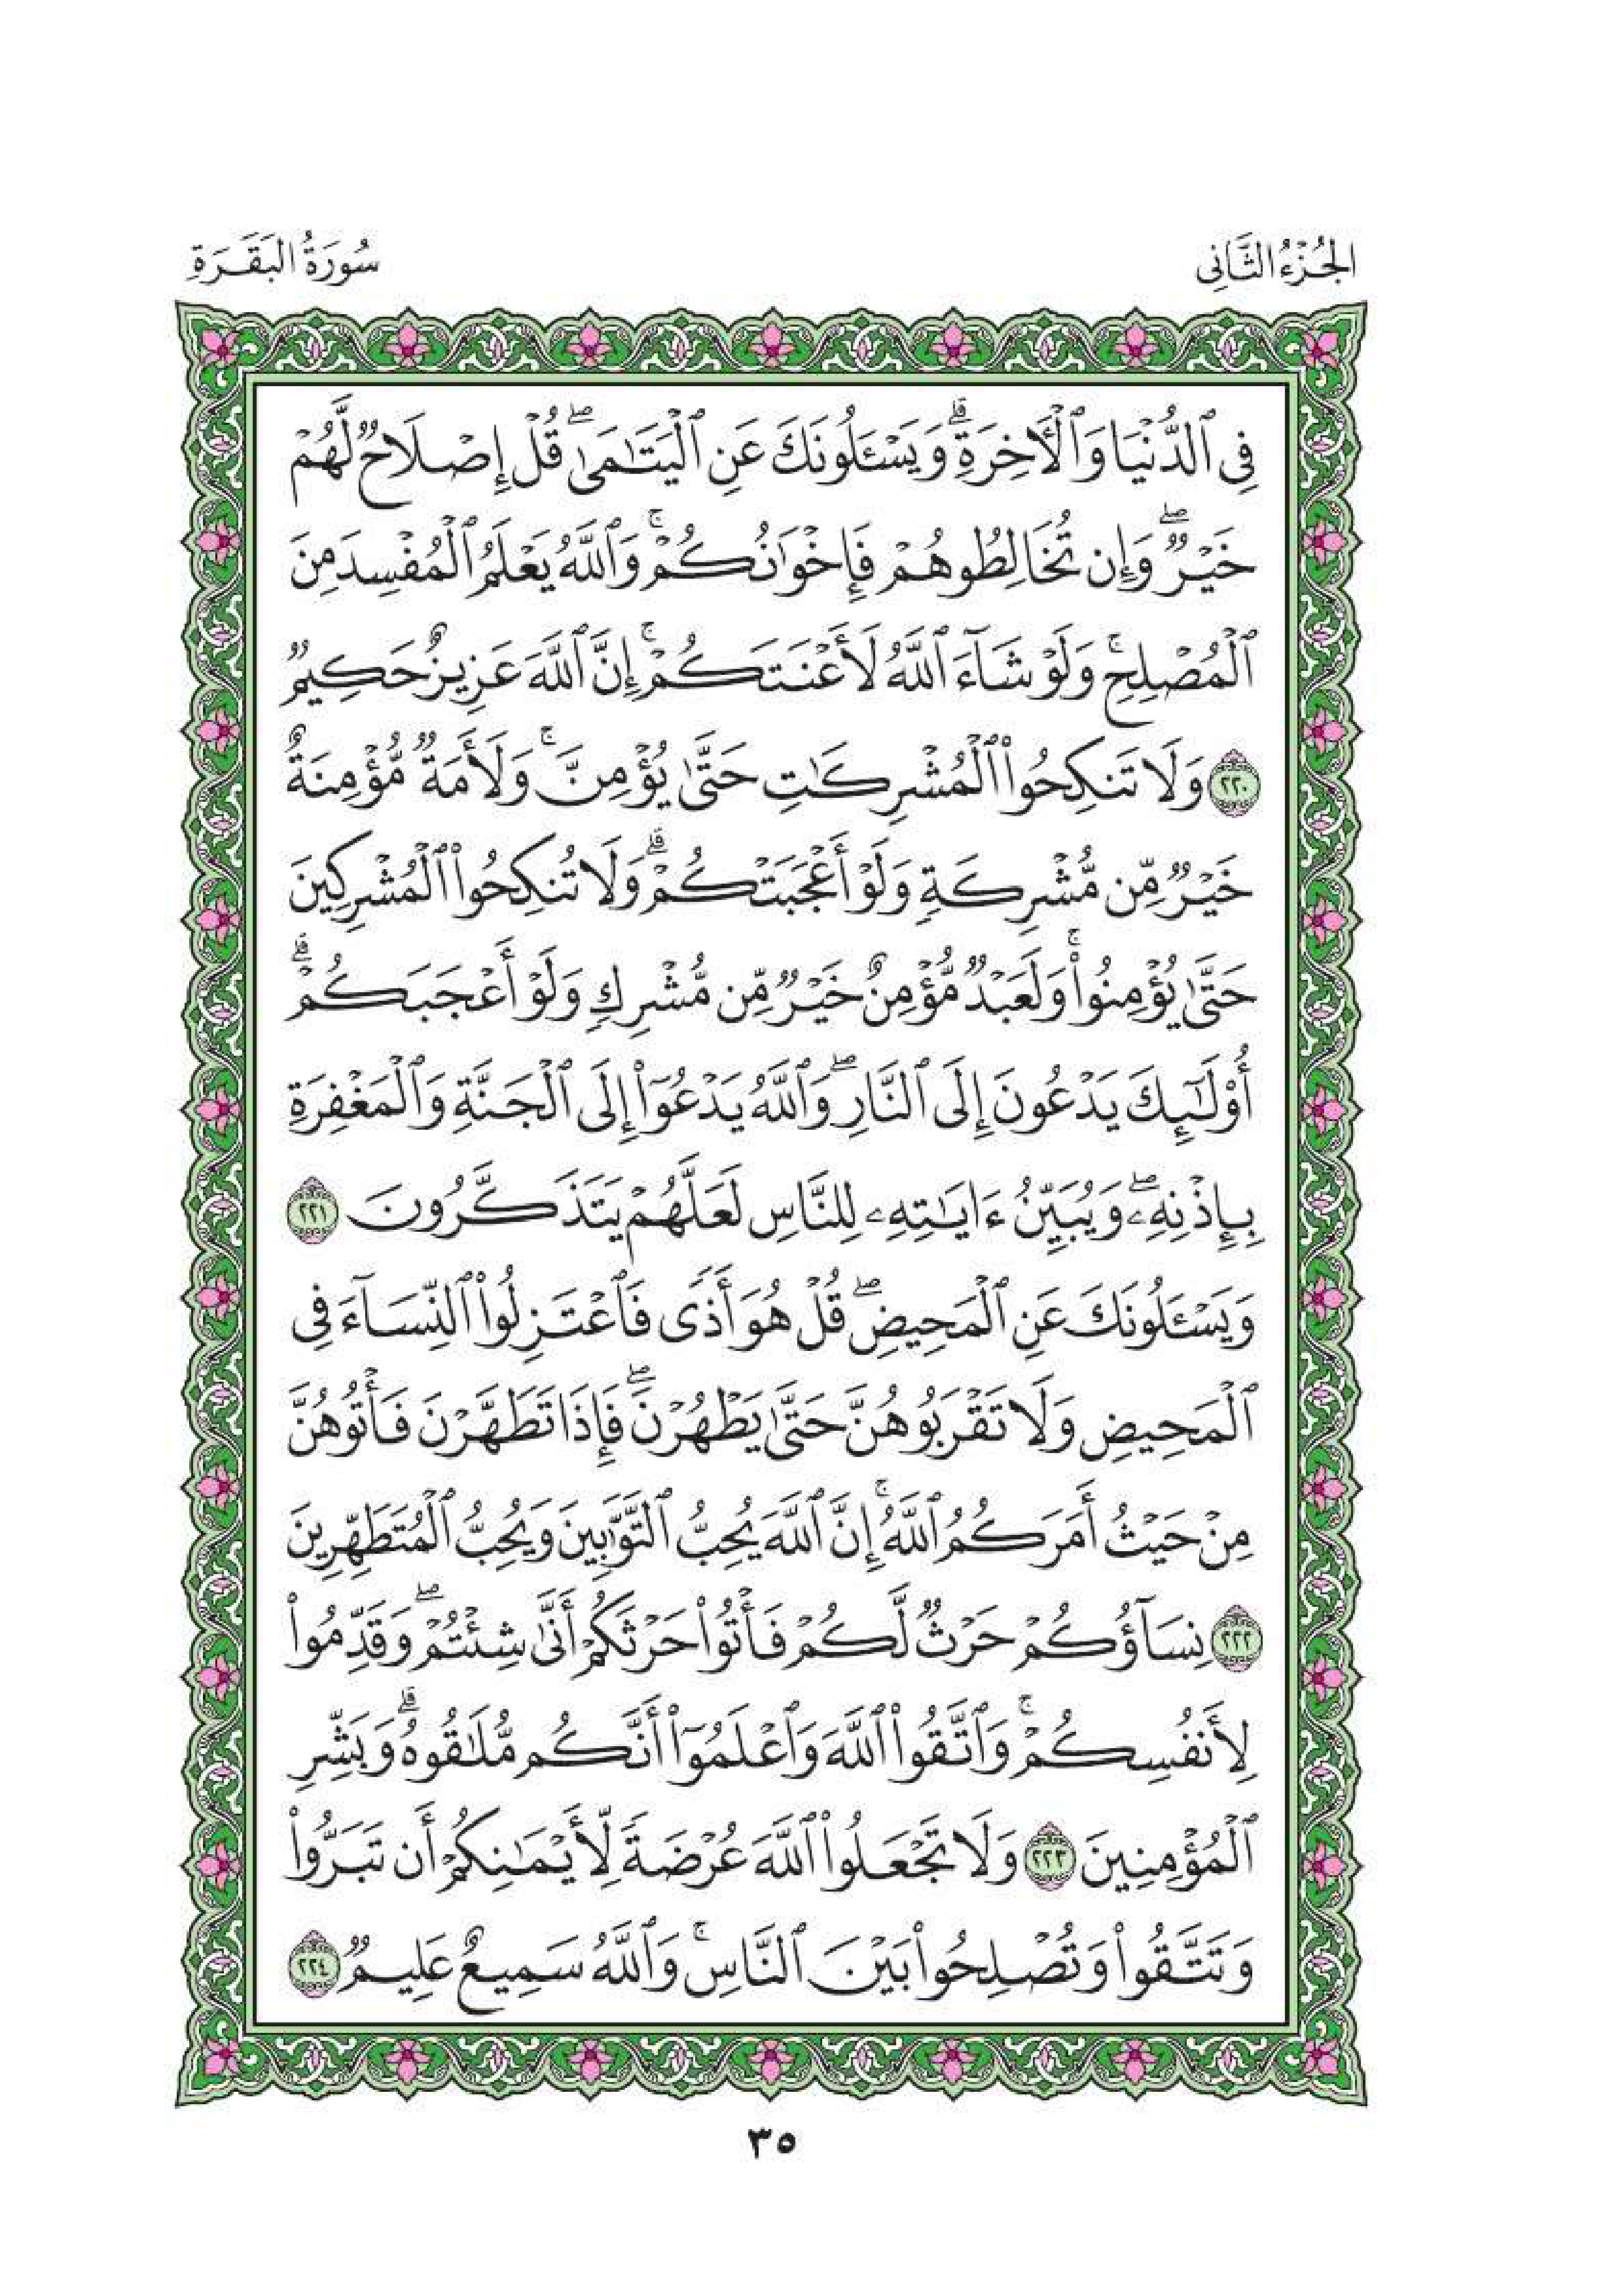 الجُزْءُ الثَّانِى
سُورَةُ البَقَرَةِ
فِى ٱلدُّنْيَا وَٱلْأَخِرَةِ ۗ وَيَسْـَٔلُونَكَ عَنِ ٱلْيَتَـٰمَىٰ ۖ قُلْ إِصْلَاحٌ لَّهُمْ
خَيْرٌ ۖ وَإِن تُخَالِطُوهُمْ فَإِخْوَٰنُكُمْ ۚ وَٱللَّهُ يَعْلَمُ ٱلْمُفْسِدَ مِنَ
ٱلْمُصْلِحِ ۚ وَلَوْ شَآءَ ٱللَّهُ لَأَعْنَتَكُمْ ۚ إِنَّ ٱللَّهَ عَزِيزٌ حَكِيمٌ
٢٢٠ وَلَا تَنكِحُوا۟ ٱلْمُشْرِكَـٰتِ حَتَّىٰ يُؤْمِنَّ ۚ وَلَأَمَةٌ مُّؤْمِنَةٌ
خَيْرٌ مِّن مُّشْرِكَةٍ وَلَوْ أَعْجَبَتْكُمْ ۗ وَلَا تُنكِحُوا۟ ٱلْمُشْرِكِينَ
حَتَّىٰ يُؤْمِنُوا۟ ۚ وَلَعَبْدٌ مُّؤْمِنٌ خَيْرٌ مِّن مُّشْرِكٍ وَلَوْ أَعْجَبَكُمْ ۗ
أُو۟لَـٰٓئِكَ يَدْعُونَ إِلَى ٱلنَّارِ ۖ وَٱللَّهُ يَدْعُوٓا۟ إِلَى ٱلْجَنَّةِ وَٱلْمَغْفِرَةِ
بِإِذْنِهِۦ ۖ وَيُبَيِّنُ ءَايَـٰتِهِۦ لِلنَّاسِ لَعَلَّهُمْ يَتَذَكَّرُونَ ٢٢١
وَيَسْـَٔلُونَكَ عَنِ ٱلْمَحِيضِ ۖ قُلْ هُوَ أَذًى فَٱعْتَزِلُوا۟ ٱلنِّسَآءَ فِى
ٱلْمَحِيضِ وَلَا تَقْرَبُوهُنَّ حَتَّىٰ يَطْهُرْنَ ۖ فَإِذَا تَطَهَّرْنَ فَأْتُوهُنَّ
مِنْ حَيْثُ أَمَرَكُمُ ٱللَّهُ ۚ إِنَّ ٱللَّهَ يُحِبُّ ٱلتَّوَّٰبِينَ وَيُحِبُّ ٱلْمُتَطَهِّرِينَ
٢٢٢ نِسَآؤُكُمْ حَرْثٌ لَّكُمْ فَأْتُوا۟ حَرْثَكُمْ أَنَّىٰ شِئْتُمْ ۖ وَقَدِّمُوا۟
لِأَنفُسِكُمْ ۚ وَٱتَّقُوا۟ ٱللَّهَ وَٱعْلَمُوٓا۟ أَنَّكُم مُّلَـٰقُوهُ ۗ وَبَشِّرِ
ٱلْمُؤْمِنِينَ ٢٢٣ وَلَا تَجْعَلُوا۟ ٱللَّهَ عُرْضَةً لِّأَيْمَـٰنِكُمْ أَن تَبَرُّوا۟
وَتَتَّقُوا۟ وَتُصْلِحُوا۟ بَيْنَ ٱلنَّاسِ ۚ وَٱللَّهُ سَمِيعٌ عَلِيمٌ ٢٢٤
٣٥